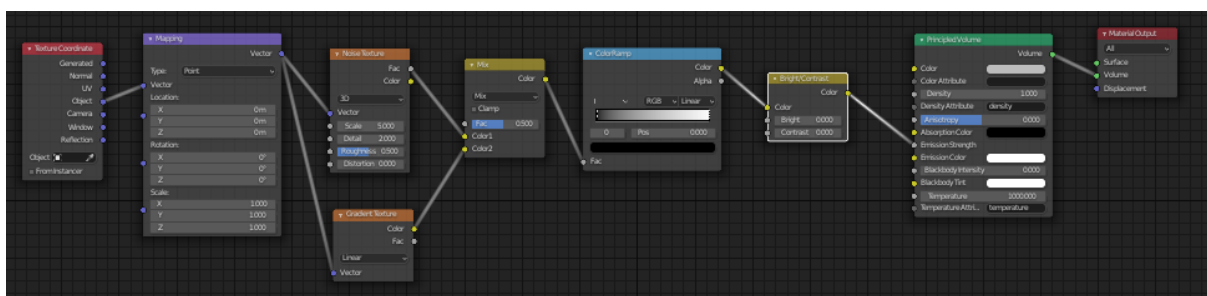 Texture Coordinate
Generated
Normal
UV
Object
Camera
Window
Reflection
Object:
From Instancer
Mapping
Vector
Type: Point
Vector
Location:
X 0m
Y 0m
Z 0m
Rotation:
X 0°
Y 0°
Z 0°
Scale:
X 1.000
Y 1.000
Z 1.000
Noise Texture
Fac
Color
3D
Vector
Scale 5.000
Detail 2.000
Roughness 0.500
Distortion 0.000
Gradient Texture
Color
Fac
Linear
Vector
Mix
Color
Mix
Clamp
Fac 0.500
Color1
Color2
ColorRamp
Color
Alpha
RGB Linear
0 Pos 0.000
Fac
Bright/Contrast
Color
Color
Bright 0.000
Contrast 0.000
Principled Volume
Volume
Color
Color Attribute
Density 1.000
Density Attribute density
Anisotropy 0.000
Absorption Color
Emission Strength
Emission Color
Blackbody Intensity 0.000
Blackbody Tint
Temperature 1000.000
Temperature Attri... temperature
Material Output
All
Surface
Volume
Displacement